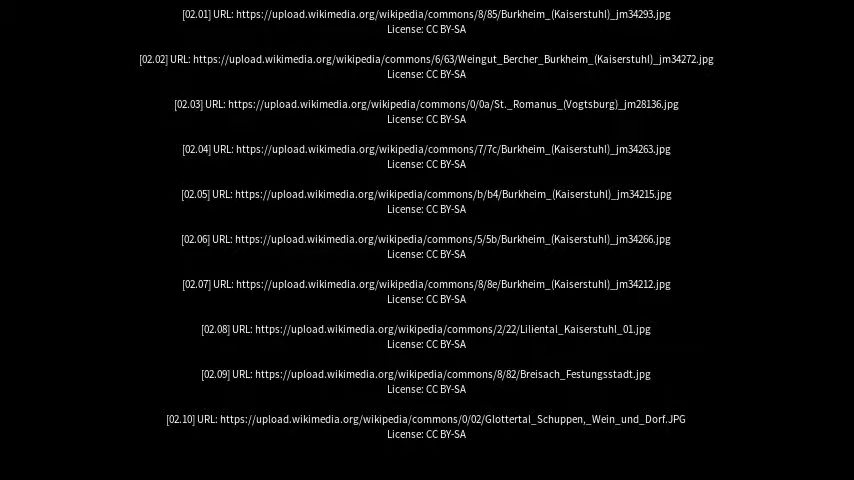 [02.01] URL: https://upload.wikimedia.org/wikipedia/commons/8/85/Burkheim_(Kaiserstuhl)_jm34293.jpg
License: CC BY-SA
[02.02] URL: https://upload.wikimedia.org/wikipedia/commons/6/63/Weingut_Bercher_Burkheim_(Kaiserstuhl)_jm34272.jpg
License: CC BY-SA
[02.03] URL: https://upload.wikimedia.org/wikipedia/commons/0/0a/St._Romanus_(Vogtsburg)_jm28136.jpg
License: CC BY-SA
[02.04] URL: https://upload.wikimedia.org/wikipedia/commons/7/7c/Burkheim_(Kaiserstuhl)_jm34263.jpg
License: CC BY-SA
[02.05] URL: https://upload.wikimedia.org/wikipedia/commons/b/b4/Burkheim_(Kaiserstuhl)_jm34215.jpg
License: CC BY-SA
[02.06] URL: https://upload.wikimedia.org/wikipedia/commons/5/5b/Burkheim_(Kaiserstuhl)_jm34266.jpg
License: CC BY-SA
[02.07] URL: https://upload.wikimedia.org/wikipedia/commons/8/8e/Burkheim_(Kaiserstuhl)_jm34212.jpg
License: CC BY-SA
[02.08] URL: https://upload.wikimedia.org/wikipedia/commons/2/22/Liliental_Kaiserstuhl_01.jpg
License: CC BY-SA
[02.09] URL: https://upload.wikimedia.org/wikipedia/commons/8/82/Breisach_Festungsstadt.jpg
License: CC BY-SA
[02.10] URL: https://upload.wikimedia.org/wikipedia/commons/0/02/Glottertal_Schuppen,_Wein_und_Dorf.JPG
License: CC BY-SA